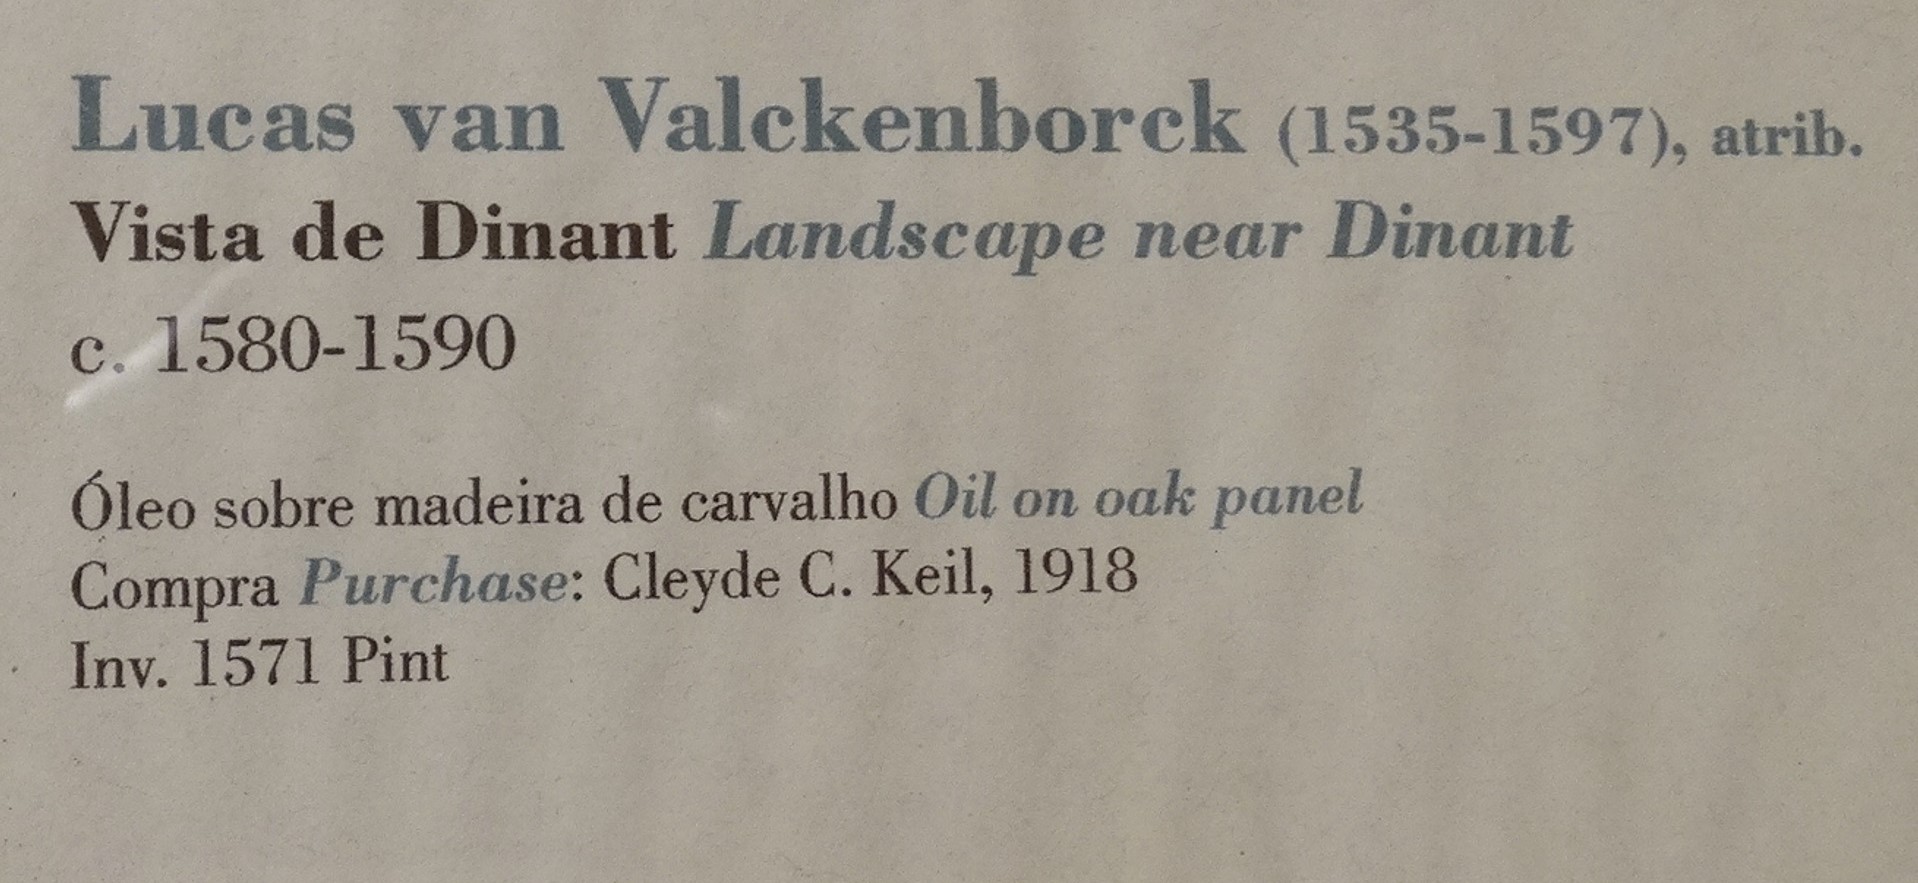 Lucas van Valckenborck (1535-1597), atrib.
Vista de Dinant Landscape near Dinant
c. 1580-1590
Óleo sobre madeira de carvalho Oil on oak panel
Compra Purchase: Cleyde C. Keil, 1918
Inv. 1571 Pint